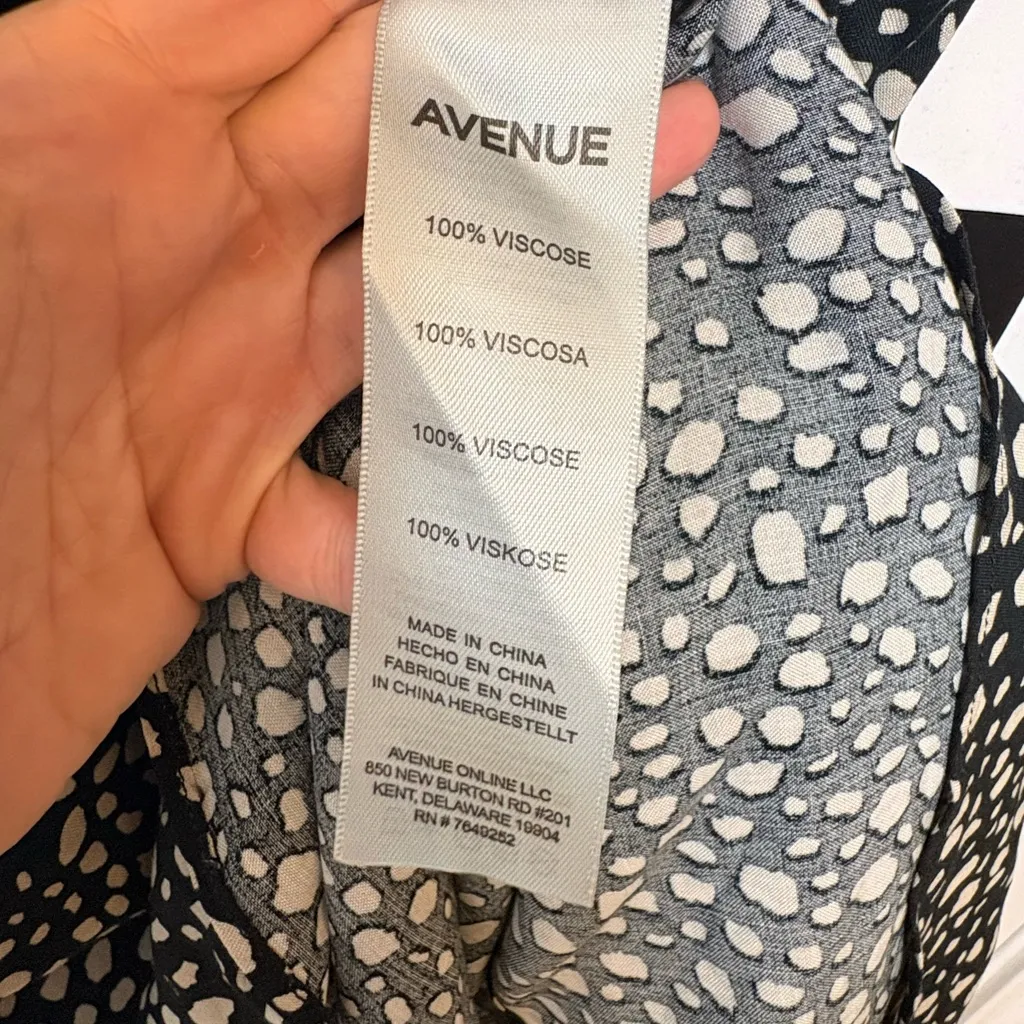 AVENUE
100% VISCOSE
100% VISCOSA
100% VISCOSE
100% VISKOSE
MADE IN CHINA
HECHO EN CHINA
FABRIQUE EN CHINE
IN CHINA HERGESTELLT
AVENUE ONLINE LLC
850 NEW BURTON RD #201
KENT, DELAWARE 19904
RN # 7649252